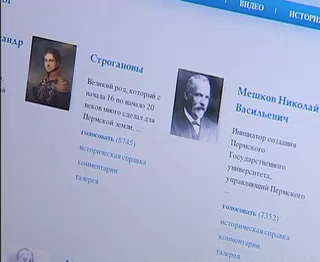 ВИДЕО
ИСТОРИ
андр
Строгановы
Великий род, который с
начала 16 по начало 20
веков много сделал для
Пермской земли. ...
голосовать (8745)
историческая справка
комментарии
галерея
Мешков Николай
Васильевич
Инициатор создания
Пермского
Государственного
университета,
управляющий Пермского
...
голосовать (7352)
историческая справка
комментарии
галерея